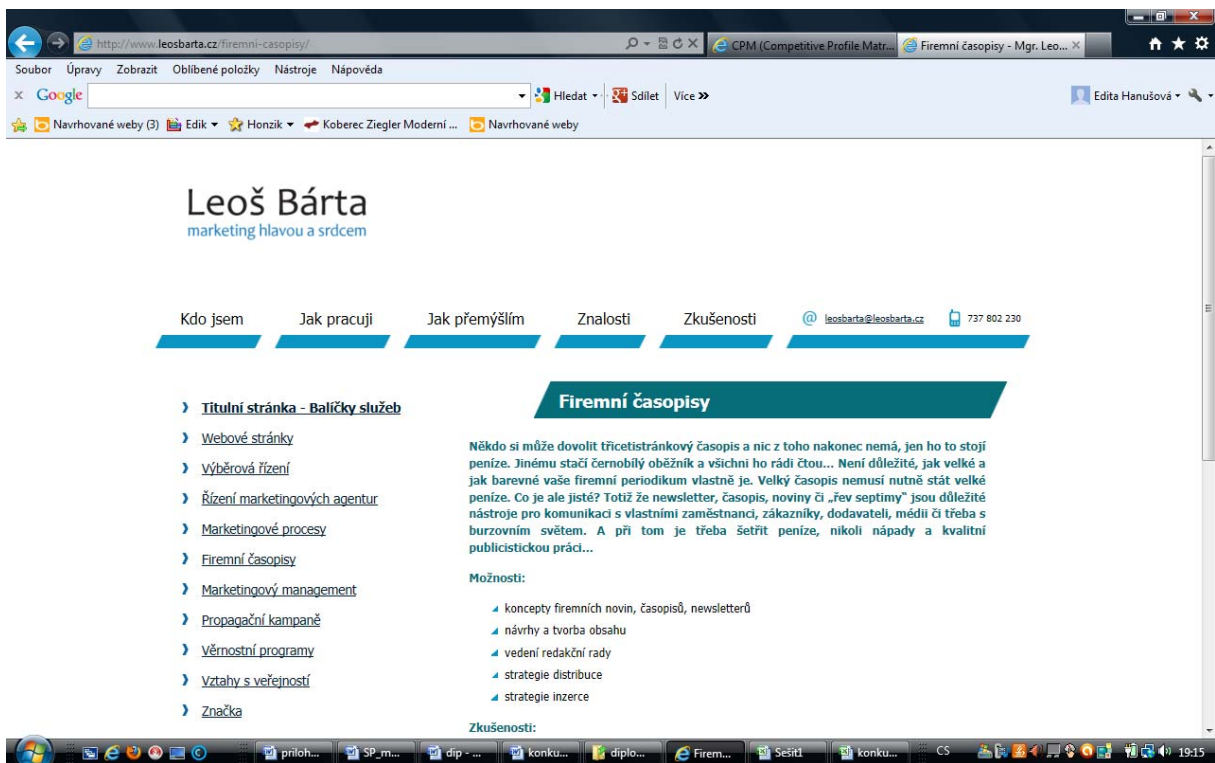 http://www.leosbarta.cz/firemni-casopisy/
CPM (Competitive Profile Matr...
Firemní časopisy - Mgr. Leo...
Soubor Úpravy Zobrazit Oblíbené položky Nástroje Nápověda
x Google Hledat Sdílet Více »
Edita Hanušová
Navrhované weby (3) Edik Honzik Koberec Ziegler Moderní ... Navrhované weby
Leoš Bárta
marketing hlavou a srdcem
Kdo jsem Jak pracuji Jak přemýšlím Znalosti Zkušenosti @ leosbarta@leosbarta.cz 737 802 230
Titulní stránka - Balíčky služeb
Webové stránky
Výběrová řízení
Řízení marketingových agentur
Marketingové procesy
Firemní časopisy
Marketingový management
Propagační kampaně
Věrnostní programy
Vztahy s veřejností
Značka
Firemní časopisy
Někdo si může dovolit třicetistránkový časopis a nic z toho nakonec nemá, jen ho to stojí
peníze. Jinému stačí černobílý oběžník a všichni ho rádi čtou... Není důležité, jak velké a
jak barevné vaše firemní periodikum vlastně je. Velký časopis nemusí nutně stát velké
peníze. Co je ale jisté? Totiž že newsletter, časopis, noviny či „řev septimy“ jsou důležité
nástroje pro komunikaci s vlastními zaměstnanci, zákazníky, dodavateli, médii či třeba s
burzovním světem. A při tom je třeba šetřit peníze, nikoli nápady a kvalitní
publicistickou práci...
Možnosti:
koncepty firemních novin, časopisů, newsletterů
návrhy a tvorba obsahu
vedení redakční rady
strategie distribuce
strategie inzerce
Zkušenosti:
priloh... SP_m... dip - ... konku... diplo... Firem... Sešit1 konku... CS 19:15